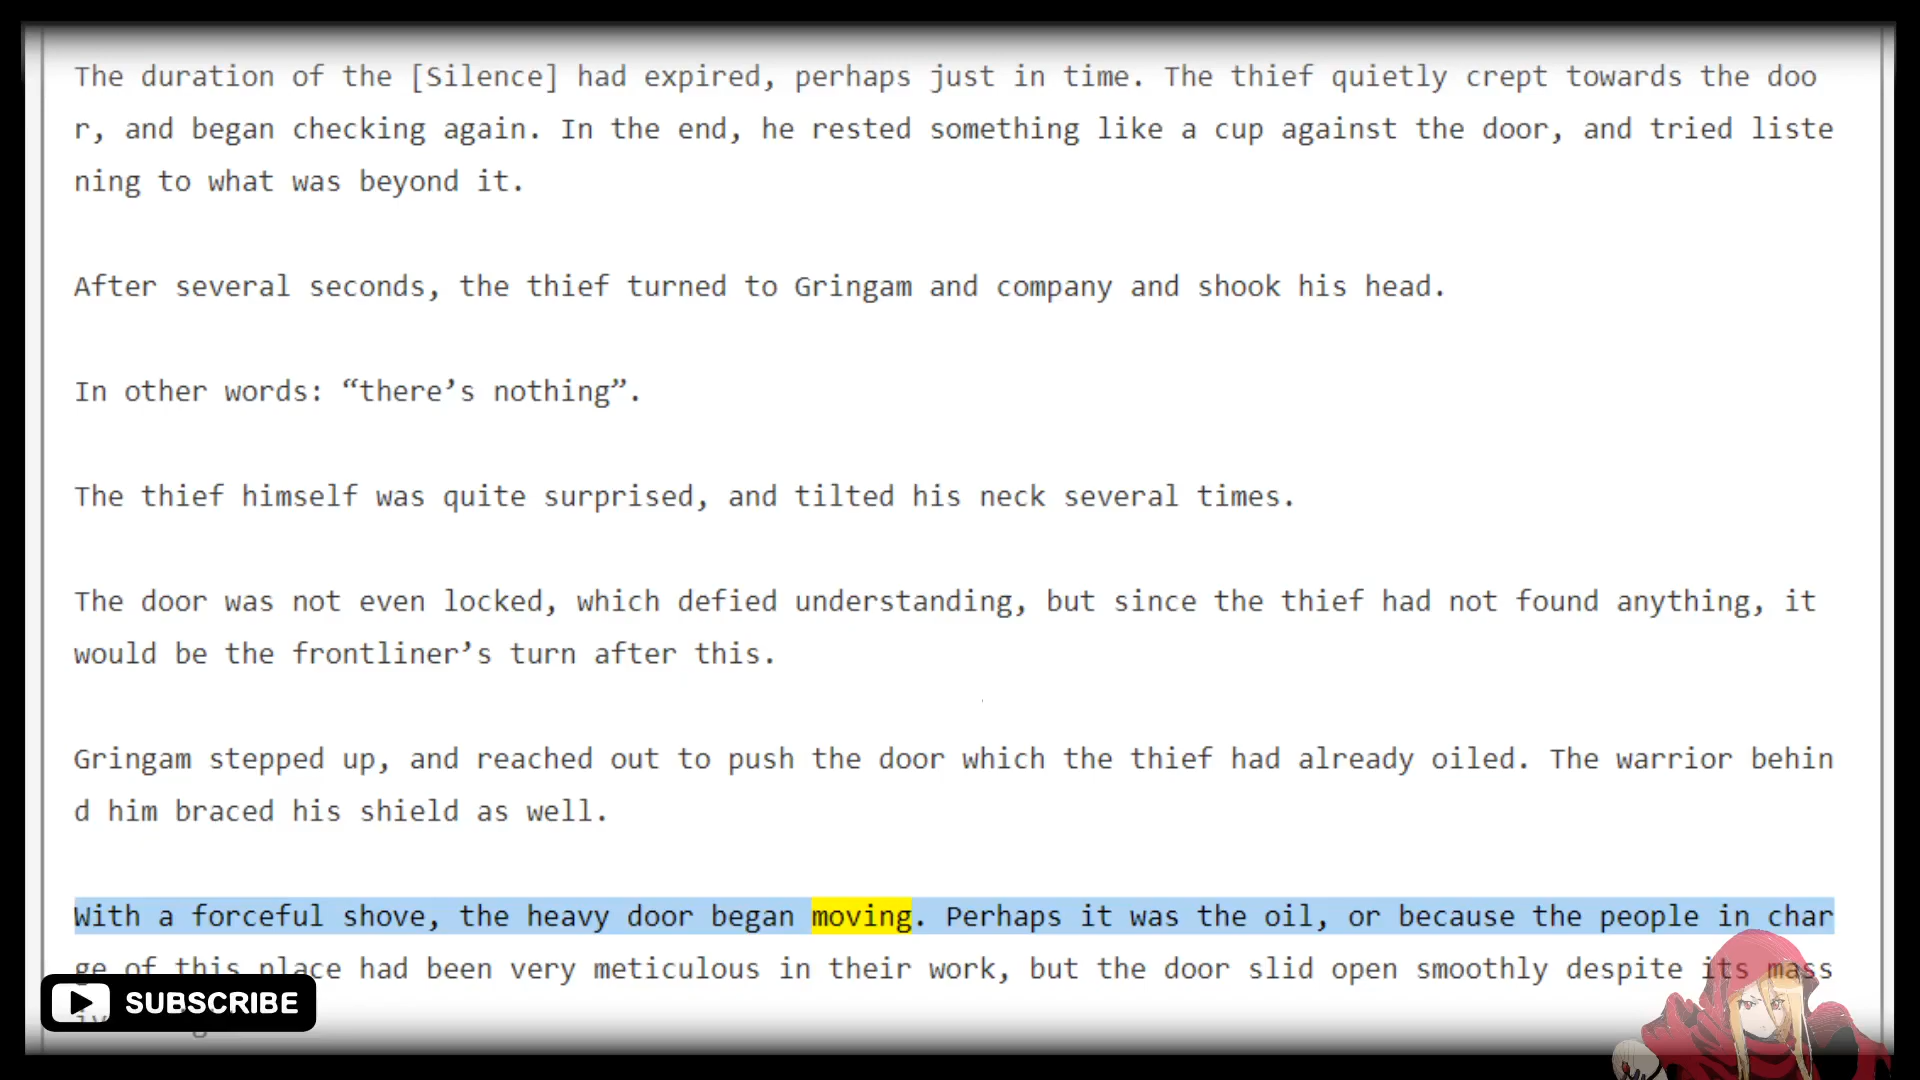 The duration of the [Silence] had expired, perhaps just in time. The thief quietly crept towards the doo
r, and began checking again. In the end, he rested something like a cup against the door, and tried liste
ning to what was beyond it.
After several seconds, the thief turned to Gringam and company and shook his head.
In other words: “there’s nothing”.
The thief himself was quite surprised, and tilted his neck several times.
The door was not even locked, which defied understanding, but since the thief had not found anything, it
would be the frontliner’s turn after this.
Gringam stepped up, and reached out to push the door which the thief had already oiled. The warrior behin
d him braced his shield as well.
With a forceful shove, the heavy door began moving. Perhaps it was the oil, or because the people in char
ge of this place had been very meticulous in their work, but the door slid open smoothly despite its mass
SUBSCRIBE